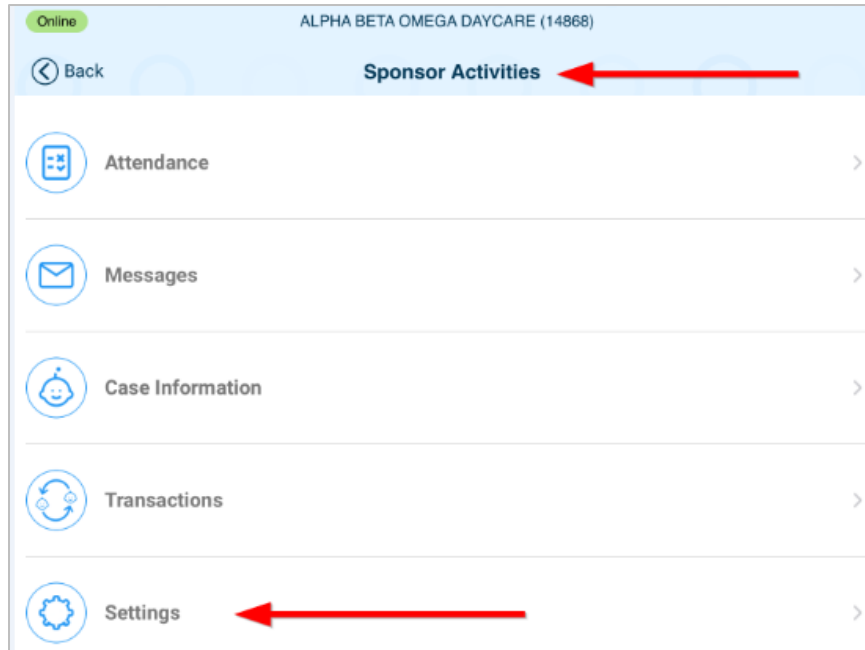 Online
ALPHA BETA OMEGA DAYCARE (14868)
Back
Sponsor Activities
Attendance
Messages
Case Information
Transactions
Settings